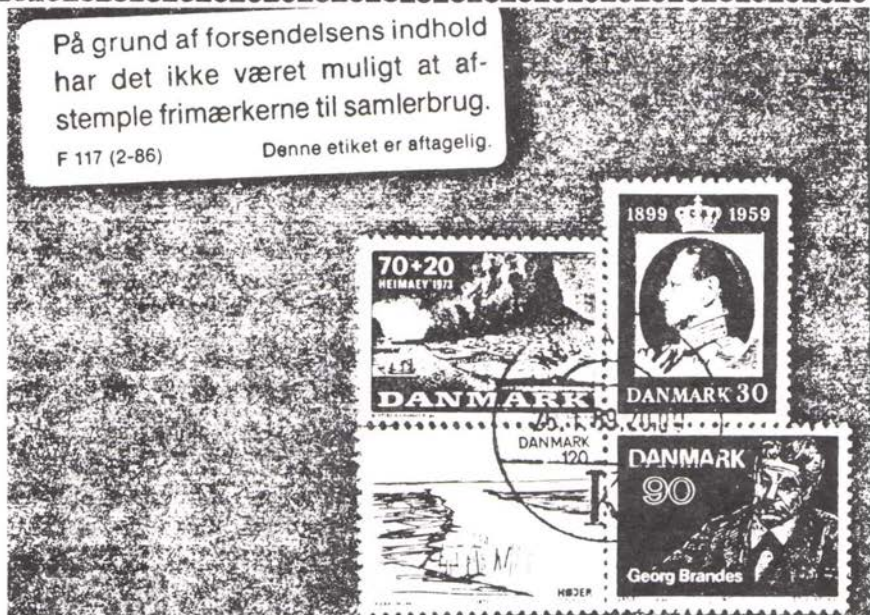 På grund af forsendelsens indhold
har det ikke været muligt at af-
stemple frimærkerne til samlerbrug.
F 117 (2-86) Denne etiket er aftagelig.
1899 1959
70+20
HEIMAEY 1973
DANMARK
DANMARK 30
DANMARK
120
DANMARK
90
HØJER
Georg Brandes